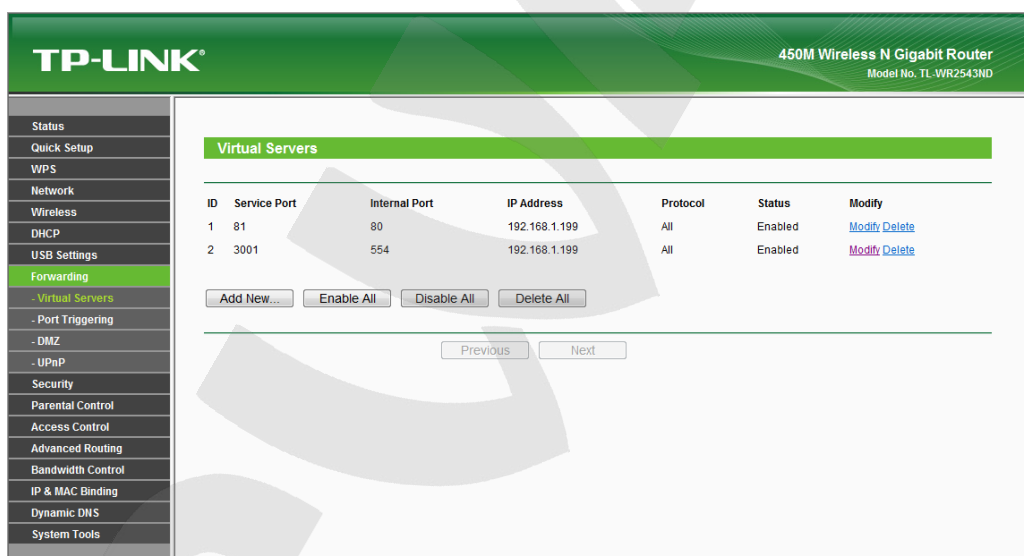 TP-LINK®
450M Wireless N Gigabit Router
Model No. TL-WR2543ND
Status
Quick Setup
WPS
Network
Wireless
DHCP
USB Settings
Forwarding
- Virtual Servers
- Port Triggering
- DMZ
- UPnP
Security
Parental Control
Access Control
Advanced Routing
Bandwidth Control
IP & MAC Binding
Dynamic DNS
System Tools
Virtual Servers
ID Service Port Internal Port IP Address Protocol Status Modify
1 81 80 192.168.1.199 All Enabled Modify Delete
2 3001 554 192.168.1.199 All Enabled Modify Delete
Add New... Enable All Disable All Delete All
Previous Next